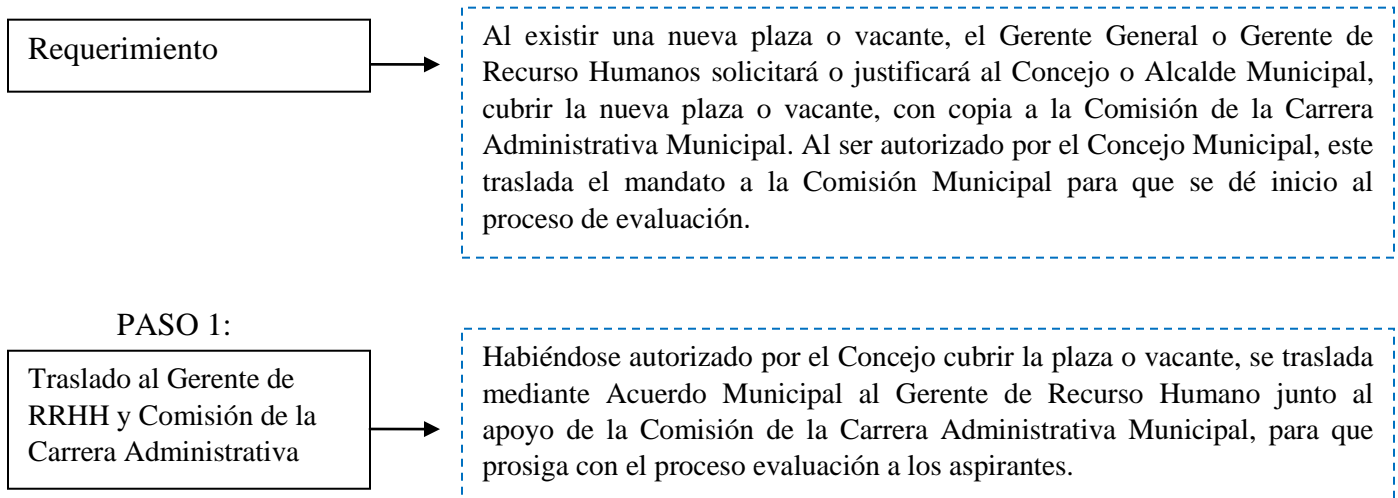 Requerimiento
Al existir una nueva plaza o vacante, el Gerente General o Gerente de
Recurso Humanos solicitará o justificará al Concejo o Alcalde Municipal,
cubrir la nueva plaza o vacante, con copia a la Comisión de la Carrera
Administrativa Municipal. Al ser autorizado por el Concejo Municipal, este
traslada el mandato a la Comisión Municipal para que se dé inicio al
proceso de evaluación.
PASO 1:
Traslado al Gerente de
RRHH y Comisión de la
Carrera Administrativa
Habiéndose autorizado por el Concejo cubrir la plaza o vacante, se traslada
mediante Acuerdo Municipal al Gerente de Recurso Humano junto al
apoyo de la Comisión de la Carrera Administrativa Municipal, para que
prosiga con el proceso evaluación a los aspirantes.